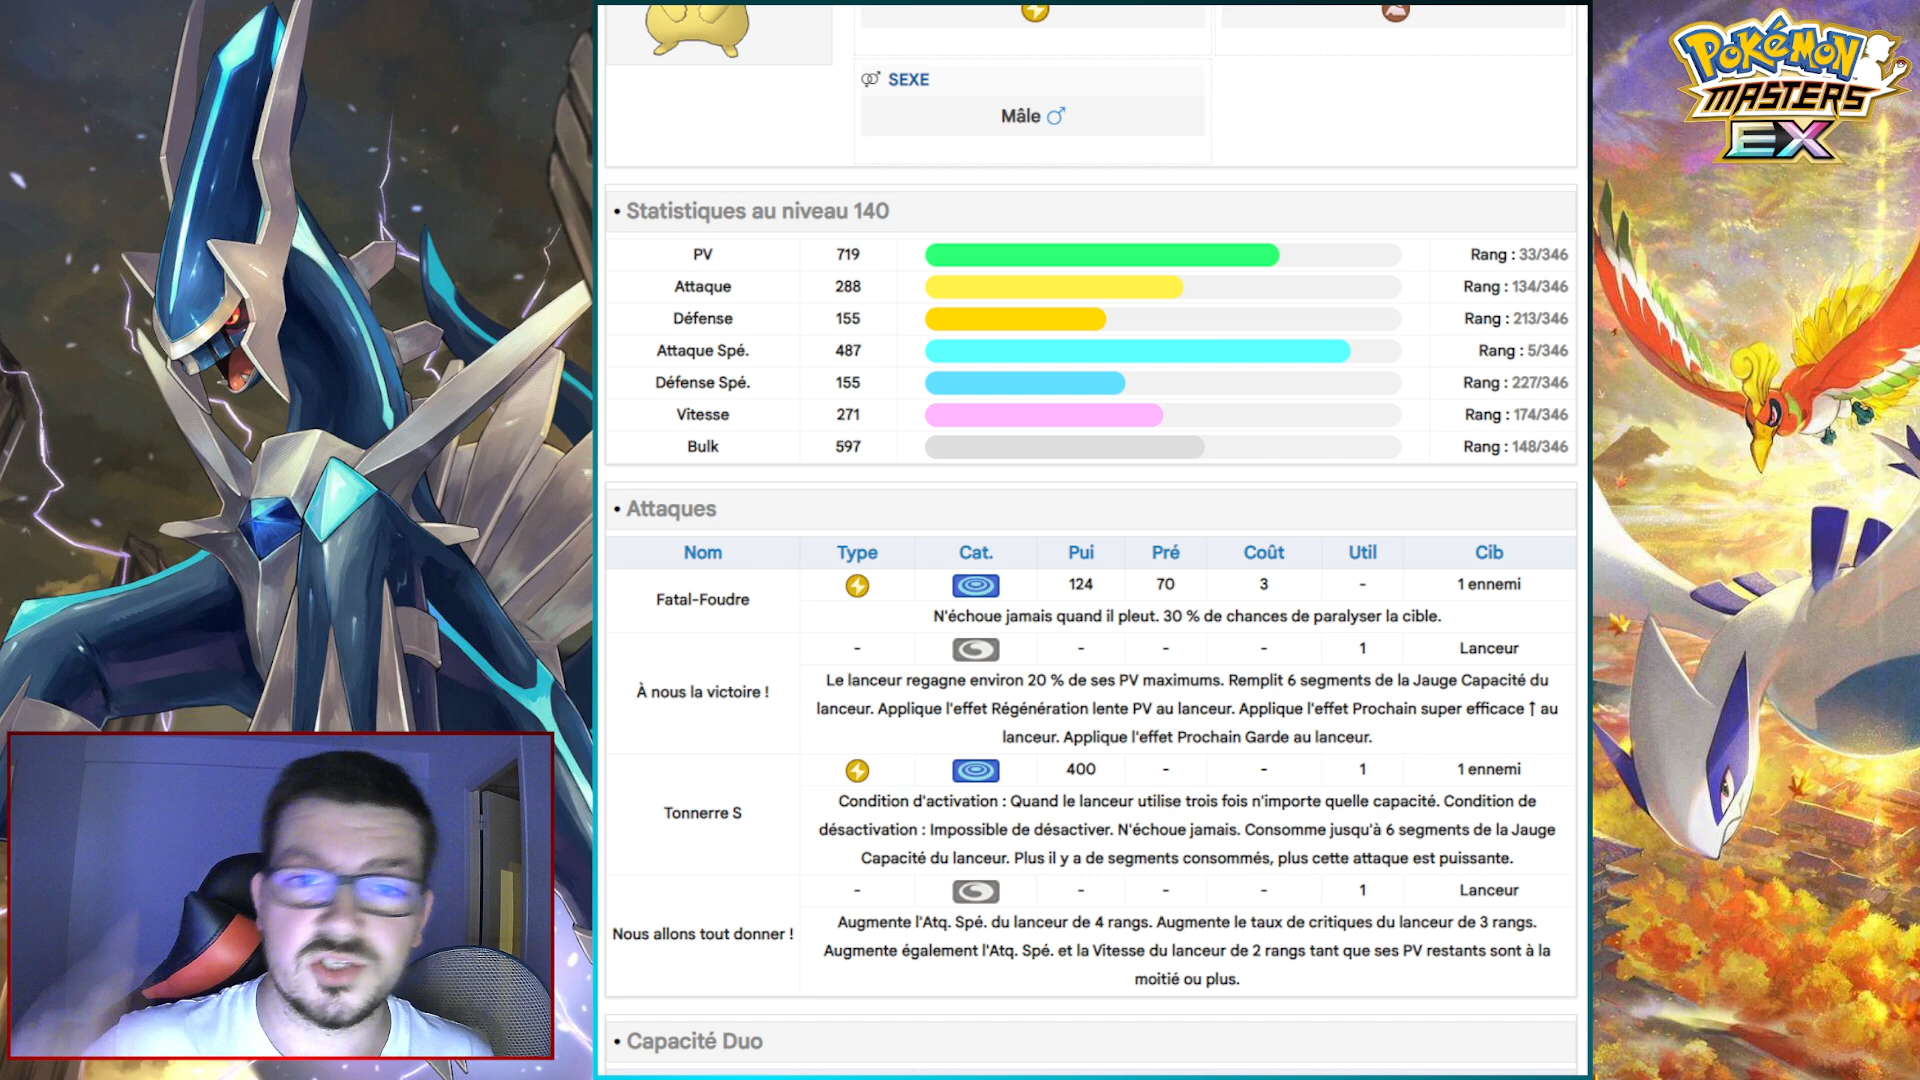 POKéMON
MASTERS
EX
SEXE
Mâle
• Statistiques au niveau 140
PV 719 Rang : 33/346
Attaque 288 Rang : 134/346
Défense 155 Rang : 213/346
Attaque Spé. 487 Rang : 5/346
Défense Spé. 155 Rang : 227/346
Vitesse 271 Rang : 174/346
Bulk 597 Rang : 148/346
• Attaques
Nom Type Cat. Pui Pré Coût Util Cib
Fatal-Foudre 124 70 3 - 1 ennemi
N'échoue jamais quand il pleut. 30 % de chances de paralyser la cible.
À nous la victoire ! - - - - 1 Lanceur
Le lanceur regagne environ 20 % de ses PV maximums. Remplit 6 segments de la Jauge Capacité du
lanceur. Applique l'effet Régénération lente PV au lanceur. Applique l'effet Prochain super efficace ↑ au
lanceur. Applique l'effet Prochain Garde au lanceur.
Tonnerre S 400 - - 1 1 ennemi
Condition d'activation : Quand le lanceur utilise trois fois n'importe quelle capacité. Condition de
désactivation : Impossible de désactiver. N'échoue jamais. Consomme jusqu'à 6 segments de la Jauge
Capacité du lanceur. Plus il y a de segments consommés, plus cette attaque est puissante.
Nous allons tout donner ! - - - - 1 Lanceur
Augmente l'Atq. Spé. du lanceur de 4 rangs. Augmente le taux de critiques du lanceur de 3 rangs.
Augmente également l'Atq. Spé. et la Vitesse du lanceur de 2 rangs tant que ses PV restants sont à la
moitié ou plus.
• Capacité Duo